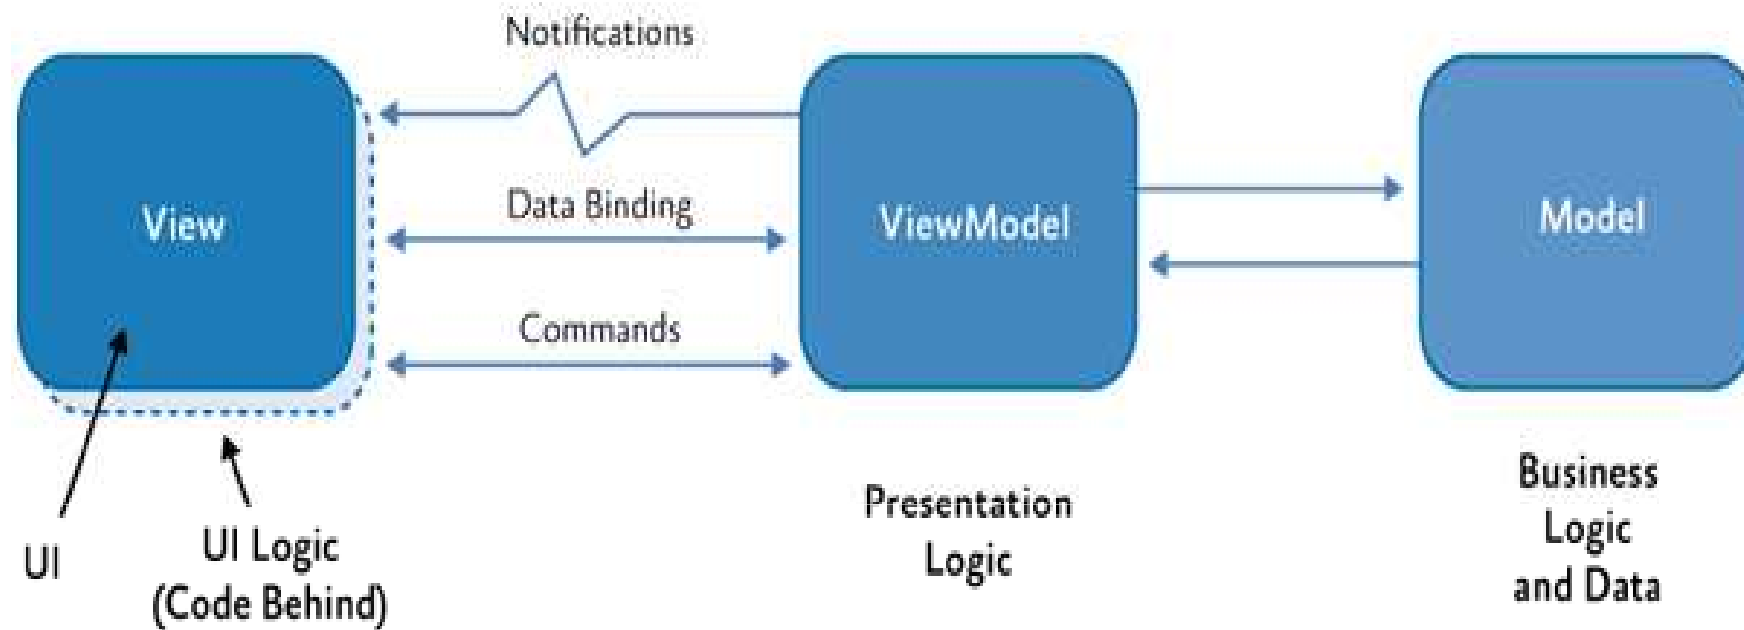 Notifications
View
Data Binding
ViewModel
Model
Commands
UI
UI Logic
(Code Behind)
Presentation
Logic
Business
Logic
and Data